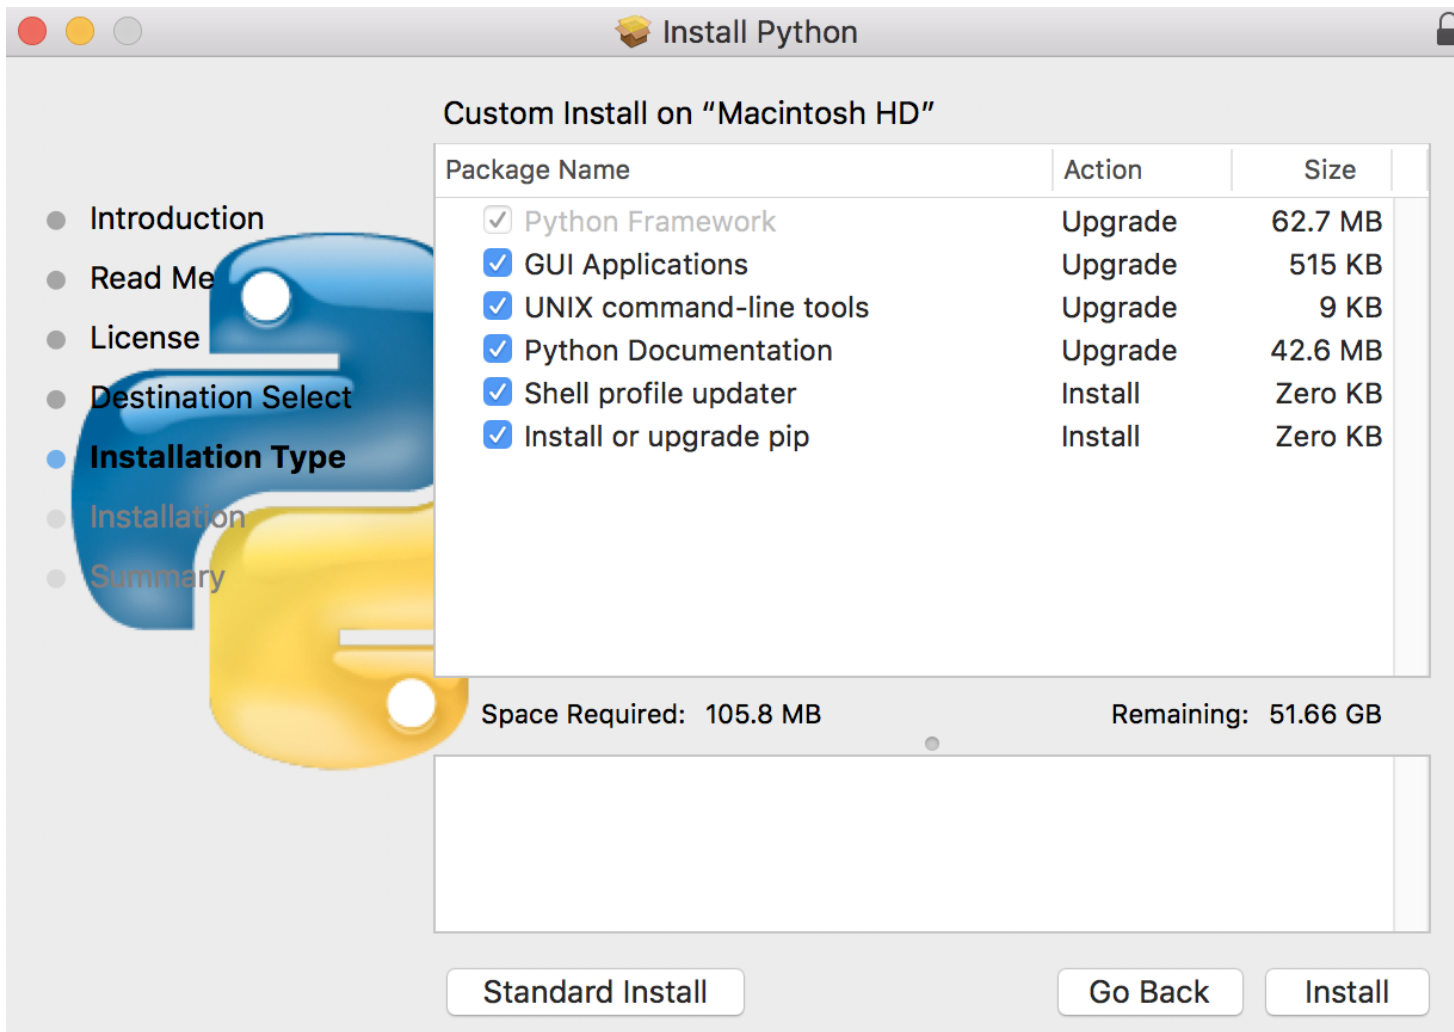 Install Python
Custom Install on “Macintosh HD”
Package Name Action Size
Introduction
Read Me
License
Destination Select
Installation Type
Installation
Summary
Python Framework Upgrade 62.7 MB
GUI Applications Upgrade 515 KB
UNIX command-line tools Upgrade 9 KB
Python Documentation Upgrade 42.6 MB
Shell profile updater Install Zero KB
Install or upgrade pip Install Zero KB
Space Required: 105.8 MB Remaining: 51.66 GB
Standard Install Go Back Install